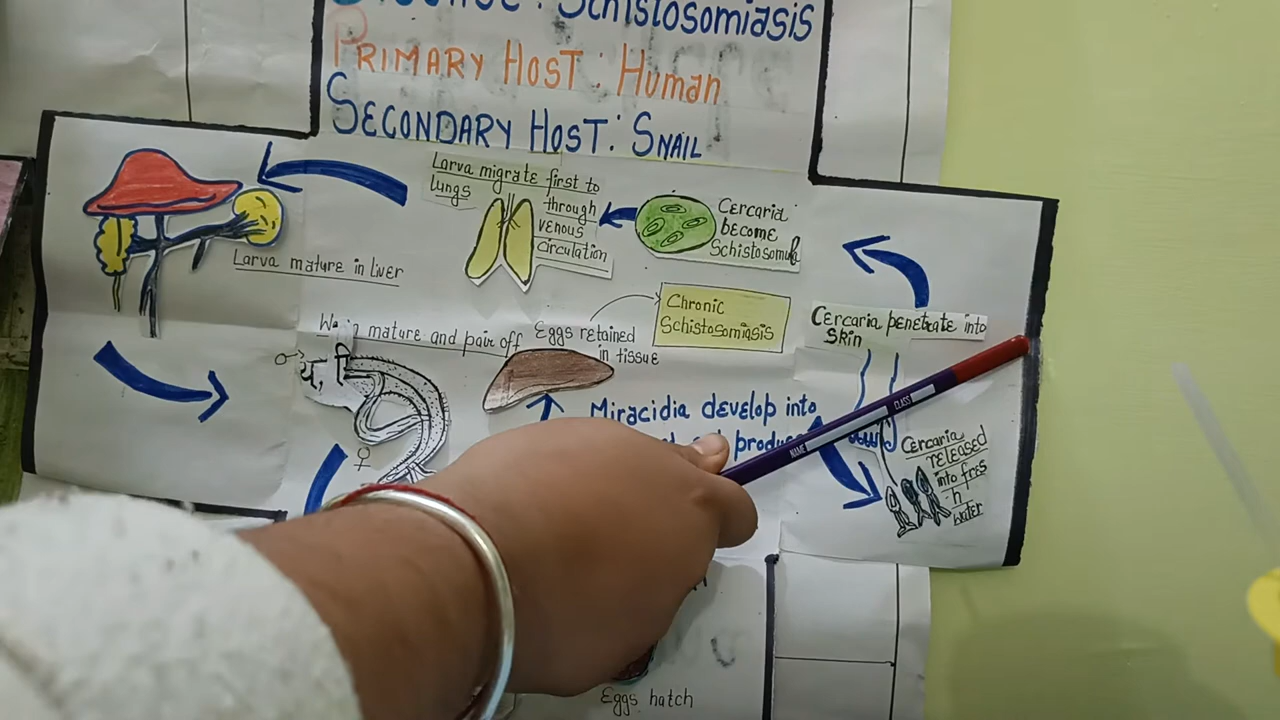 Schistosomiasis
PRIMARY HOST : Human
SECONDARY HOST : SNAIL
Larva migrate first to
lungs
through
venous
circulation
Cercaria
become
Schistosomula
Larva mature in liver
Cercaria penetrate into
Skin
Chronic
Schistosomiasis
mature and pair off
Eggs retained
in tissue
Miracidia develop into
and
CLASS
NAME
Cercaria
released
into fres
h
water
♂
♀
Eggs hatch